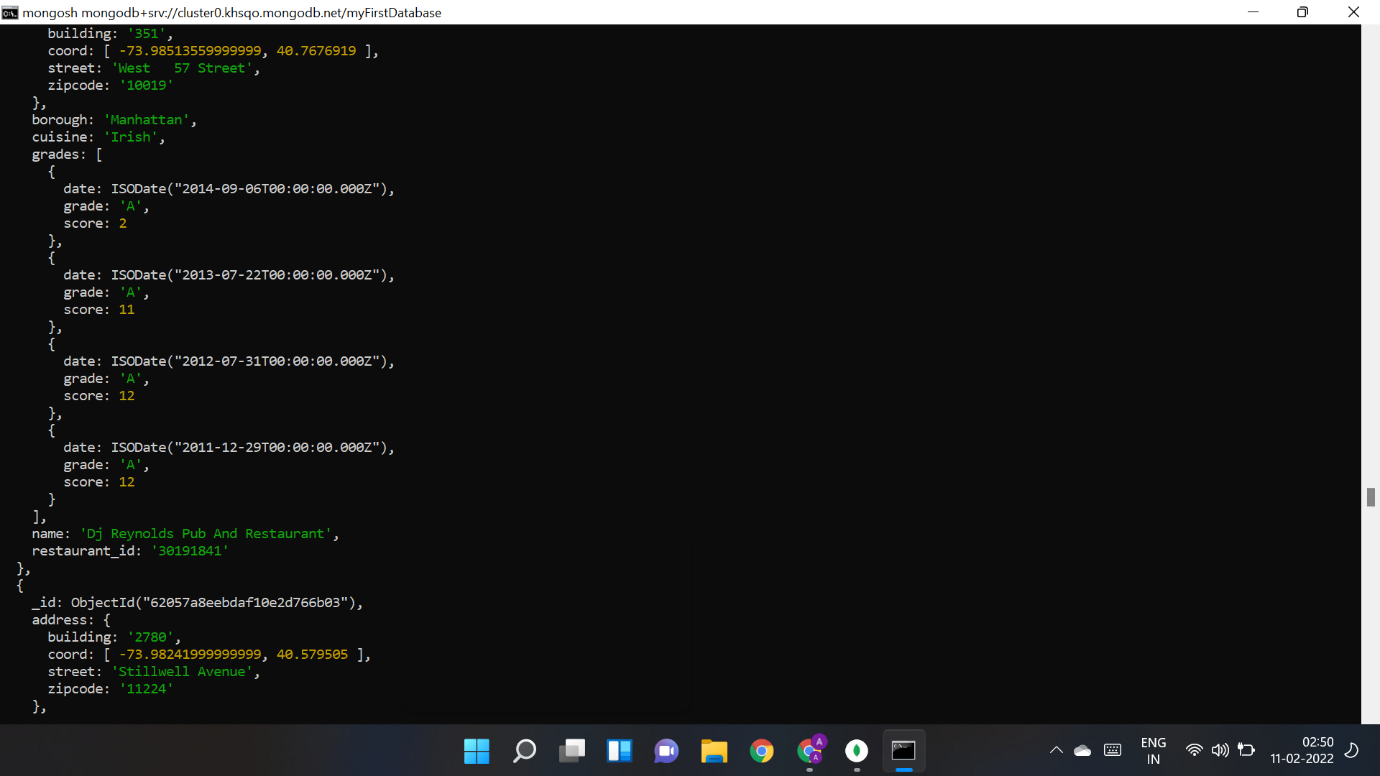 mongosh mongodb+srv://cluster0.khsqo.mongodb.net/myFirstDatabase
building: '351',
coord: [ -73.98513559999999, 40.7676919 ],
street: 'West   57 Street',
zipcode: '10019'
},
borough: 'Manhattan',
cuisine: 'Irish',
grades: [
{
date: ISODate("2014-09-06T00:00:00.000Z"),
grade: 'A',
score: 2
},
{
date: ISODate("2013-07-22T00:00:00.000Z"),
grade: 'A',
score: 11
},
{
date: ISODate("2012-07-31T00:00:00.000Z"),
grade: 'A',
score: 12
},
{
date: ISODate("2011-12-29T00:00:00.000Z"),
grade: 'A',
score: 12
}
],
name: 'Dj Reynolds Pub And Restaurant',
restaurant_id: '30191841'
},
{
_id: ObjectId("62057a8eebdaf10e2d766b03"),
address: {
building: '2780',
coord: [ -73.98241999999999, 40.579505 ],
street: 'Stillwell Avenue',
zipcode: '11224'
},
A
A
ENG
IN
02:50
11-02-2022